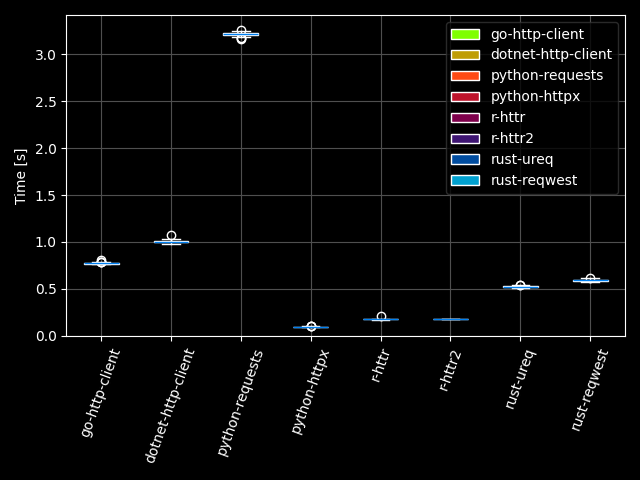 Time [s]
3.0
2.5
2.0
1.5
1.0
0.5
0.0
go-http-client
dotnet-http-client
python-requests
python-httpx
r-httr
r-httr2
rust-ureq
rust-reqwest
go-http-client
dotnet-http-client
python-requests
python-httpx
r-httr
r-httr2
rust-ureq
rust-reqwest